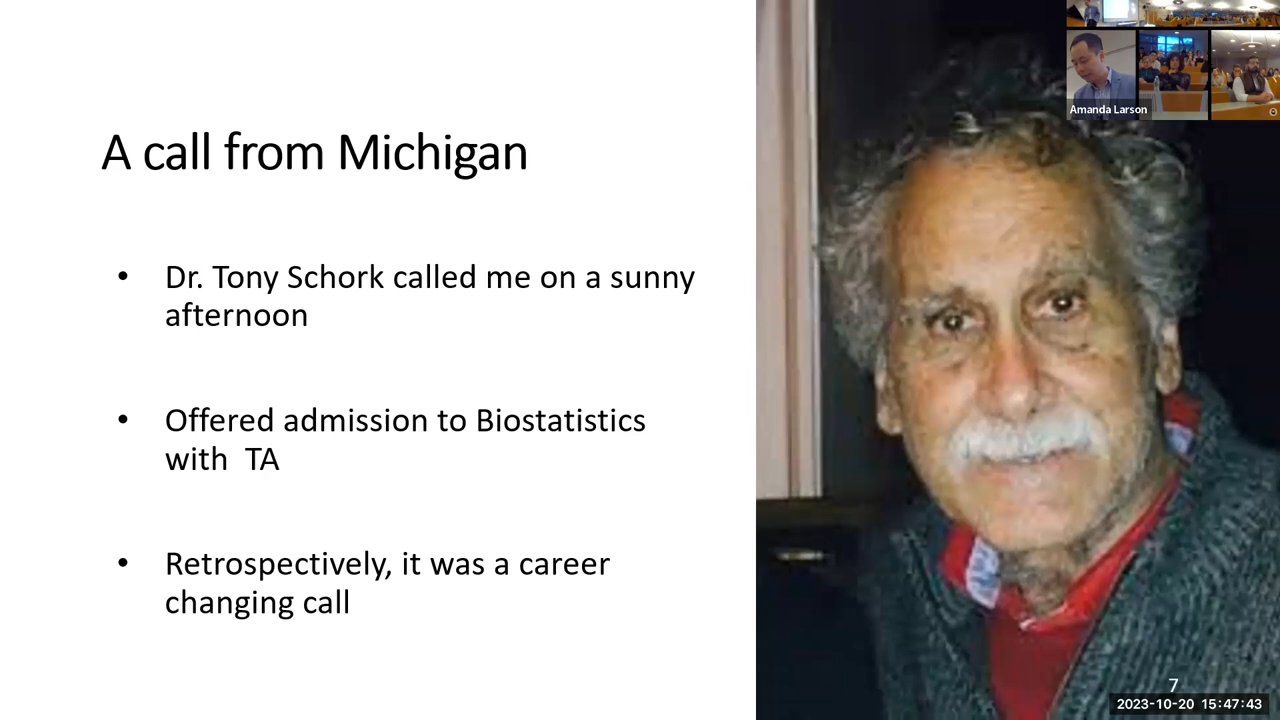 Amanda Larson
A call from Michigan
• Dr. Tony Schork called me on a sunny
afternoon
• Offered admission to Biostatistics
with  TA
• Retrospectively, it was a career
changing call
7
2023-10-20 15:47:43